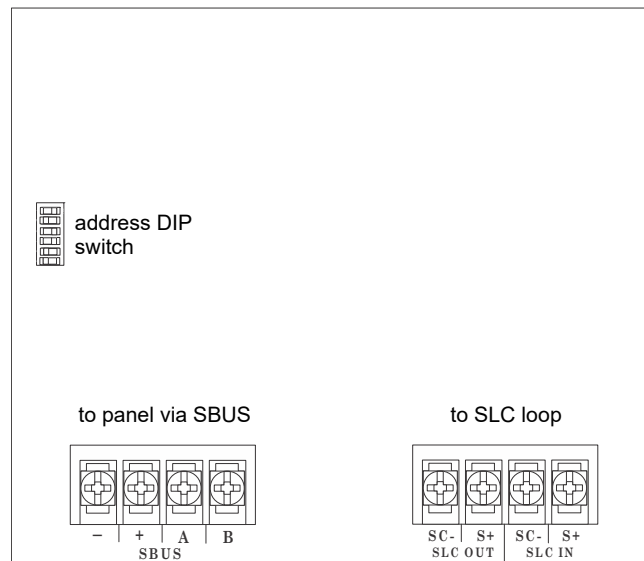 address DIP
switch
to panel via SBUS
to SLC loop
– + A B
SBUS
SC- S+ SC- S+
SLC OUT SLC IN